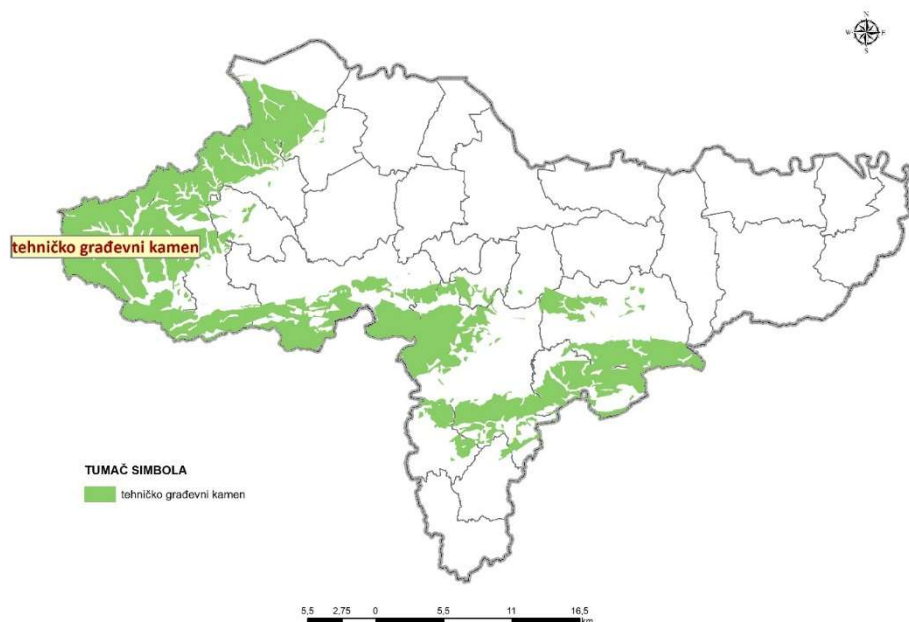 N
W E
S
tehničko građevni kamen
TUMAČ SIMBOLA
tehničko građevni kamen
5,5 2,75 0 5,5 11 16,5
km